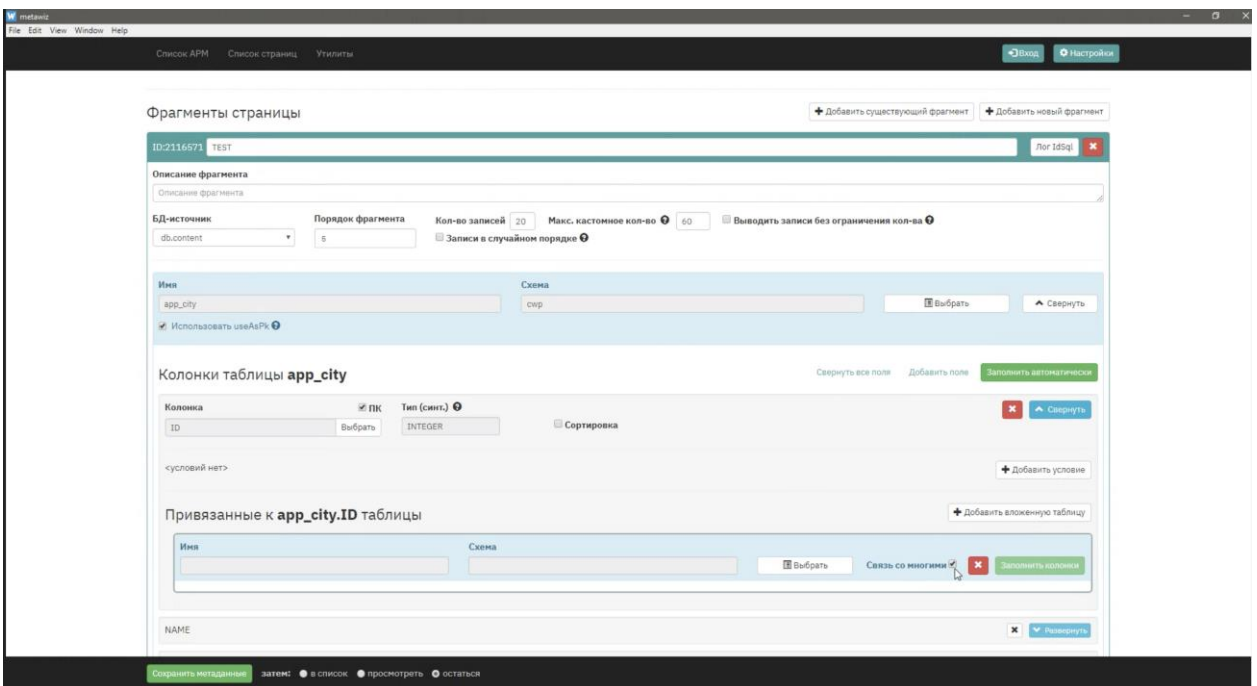 metawiz
File Edit View Window Help
Список АРМ Список страниц Утилиты Вход Настройки
Фрагменты страницы Добавить существующий фрагмент Добавить новый фрагмент
ID:2116571 TEST Лог IdSql
Описание фрагмента
Описание фрагмента
БД-источник Порядок фрагмента Кол-во записей 20 Макс. кастомное кол-во 60 Выводить записи без ограничения кол-ва
db.content 6 Записи в случайном порядке
Имя Схема
app_city cwp Выбрать Свернуть
Использовать useAsPk
Колонки таблицы app_city Свернуть все поля Добавить поле Заполнить автоматически
Колонка ПК Тип (синт.) Свернуть
ID Выбрать INTEGER Сортировка
<условий нет> Добавить условие
Привязанные к app_city.ID таблицы Добавить вложенную таблицу
Имя Схема
Выбрать Связь со многими Заполнить колонки
NAME Развернуть
Сохранить метаданные затем: в список просмотреть остаться